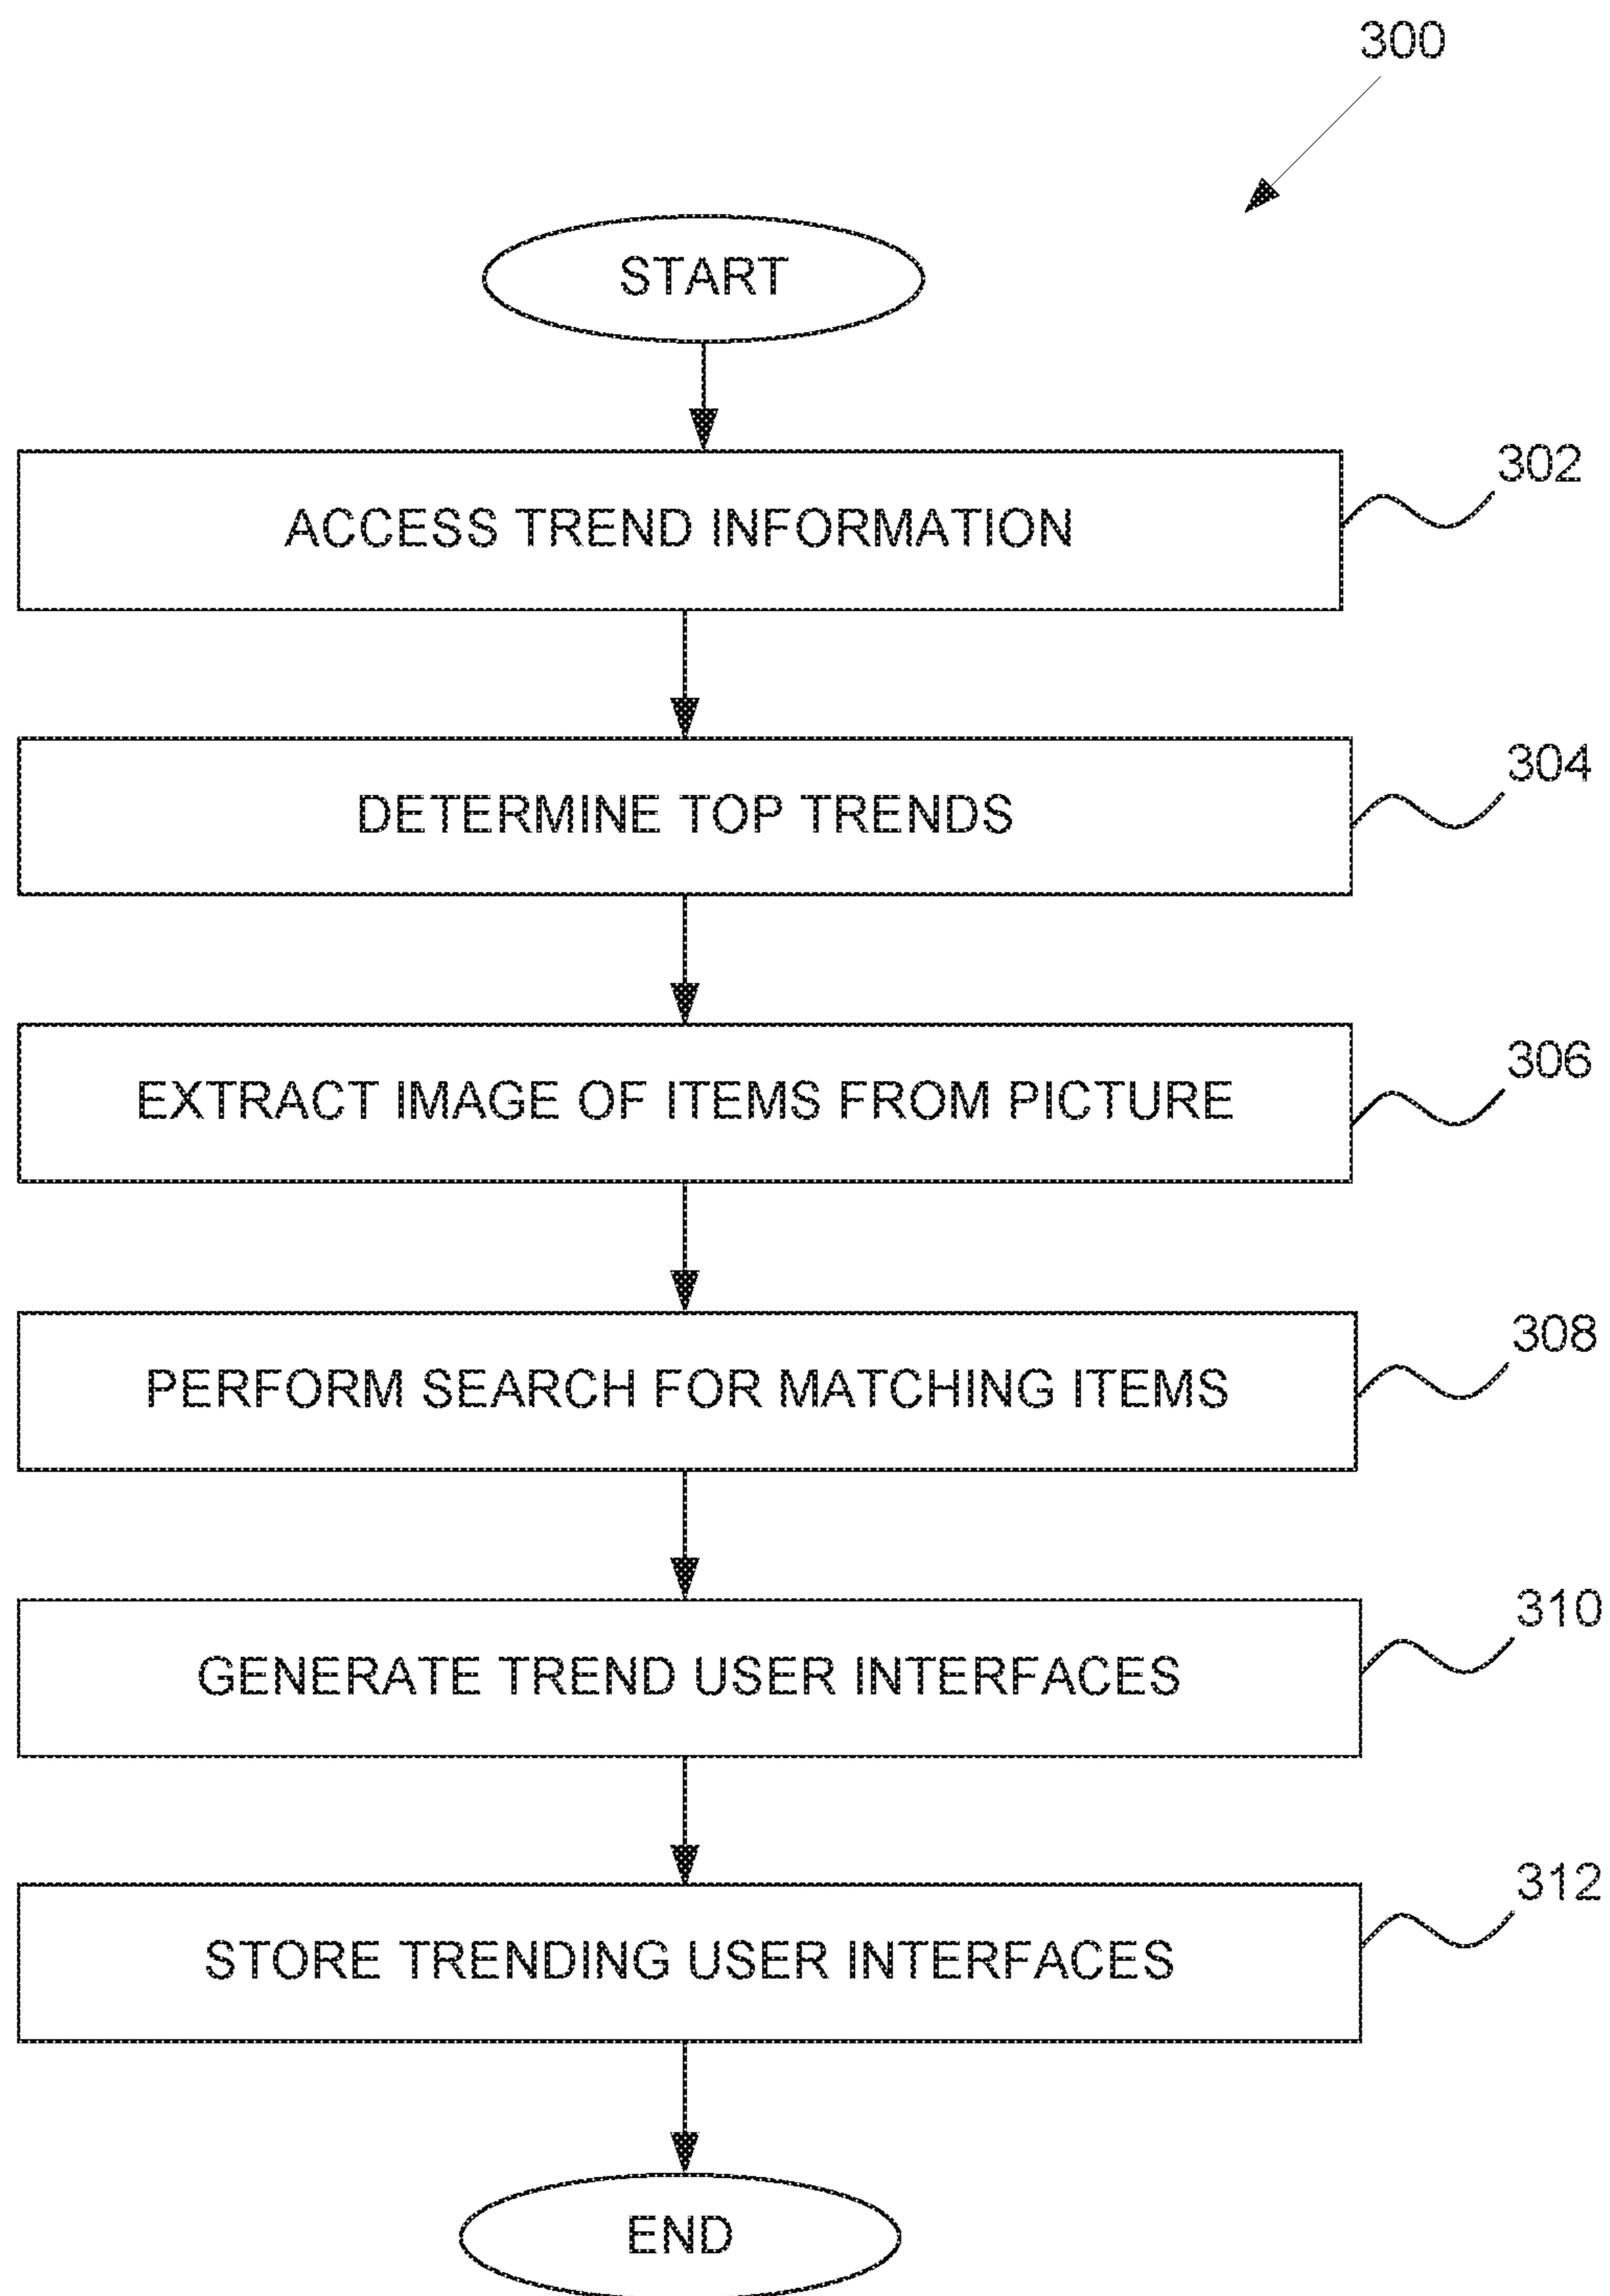 300
START
ACCESS TREND INFORMATION
302
DETERMINE TOP TRENDS
304
EXTRACT IMAGE OF ITEMS FROM PICTURE
306
PERFORM SEARCH FOR MATCHING ITEMS
308
GENERATE TREND USER INTERFACES
310
STORE TRENDING USER INTERFACES
312
END